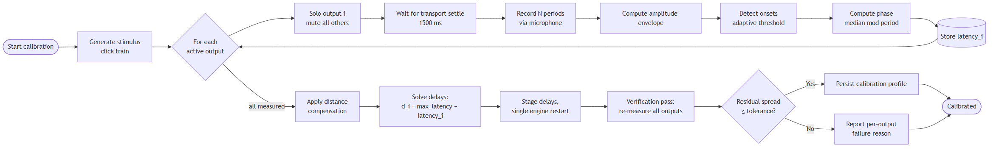 Start calibration
Generate stimulus
click train
For each
active output
Solo output i
mute all others
Wait for transport settle
1500 ms
Record N periods
via microphone
Compute amplitude
envelope
Detect onsets
adaptive threshold
Compute phase
median mod period
Store latency_i
all measured
Apply distance
compensation
Solve delays:
d_i = max_latency −
latency_i
Stage delays,
single engine restart
Verification pass:
re-measure all outputs
Residual spread
≤ tolerance?
Yes
Persist calibration profile
No
Report per-output
failure reason
Calibrated